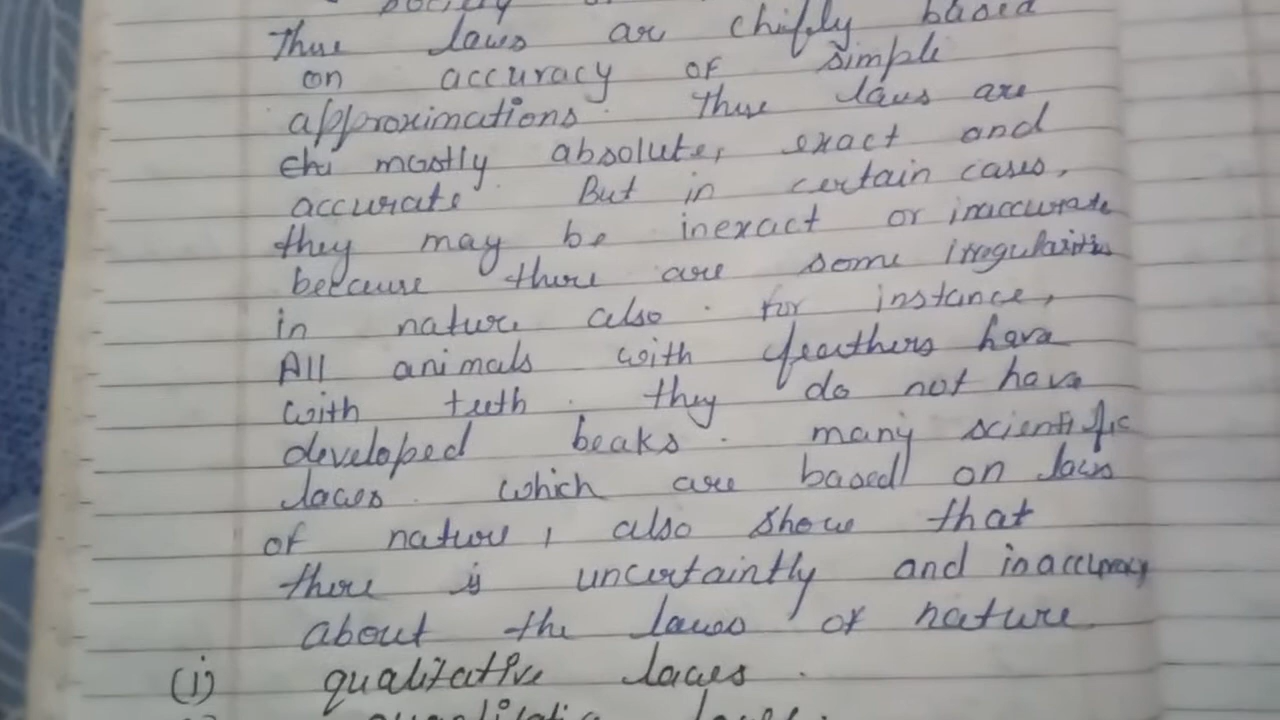 These laws are chiefly based
on accuracy of simple
approximations. These laws are
mostly absolute, exact and
accurate. But in certain cases,
they may be inexact or inaccurate
because there are some irregularities
in nature also. For instance,
All animals with feathers have
with teeth. they do not have
developed beaks. many scientific
laws. which are based on laws
of nature, also show that
there is uncertaintly and inaccuracy
about the laws of nature
(i) qualitative laws.
laws.